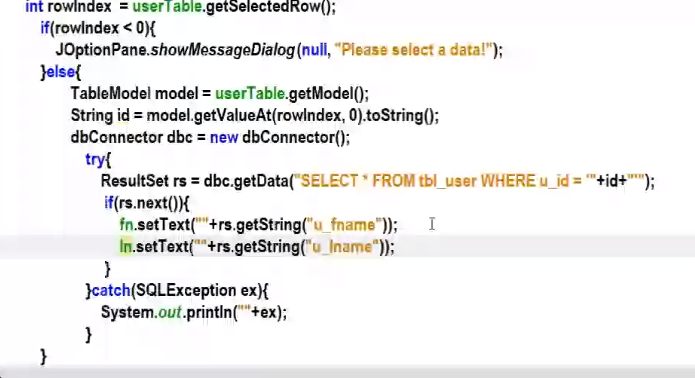 int rowIndex = userTable.getSelectedRow();
if(rowIndex < 0){
JOptionPane.showMessageDialog(null, "Please select a data!");
}else{
TableModel model = userTable.getModel();
String id = model.getValueAt(rowIndex, 0).toString();
dbConnector dbc = new dbConnector();
try{
ResultSet rs = dbc.getData("SELECT * FROM tbl_user WHERE u_id = '"+id+"'");
if(rs.next()){
fn.setText(""+rs.getString("u_fname"));
ln.setText(""+rs.getString("u_lname"));
}
}catch(SQLException ex){
System.out.println(""+ex);
}
}